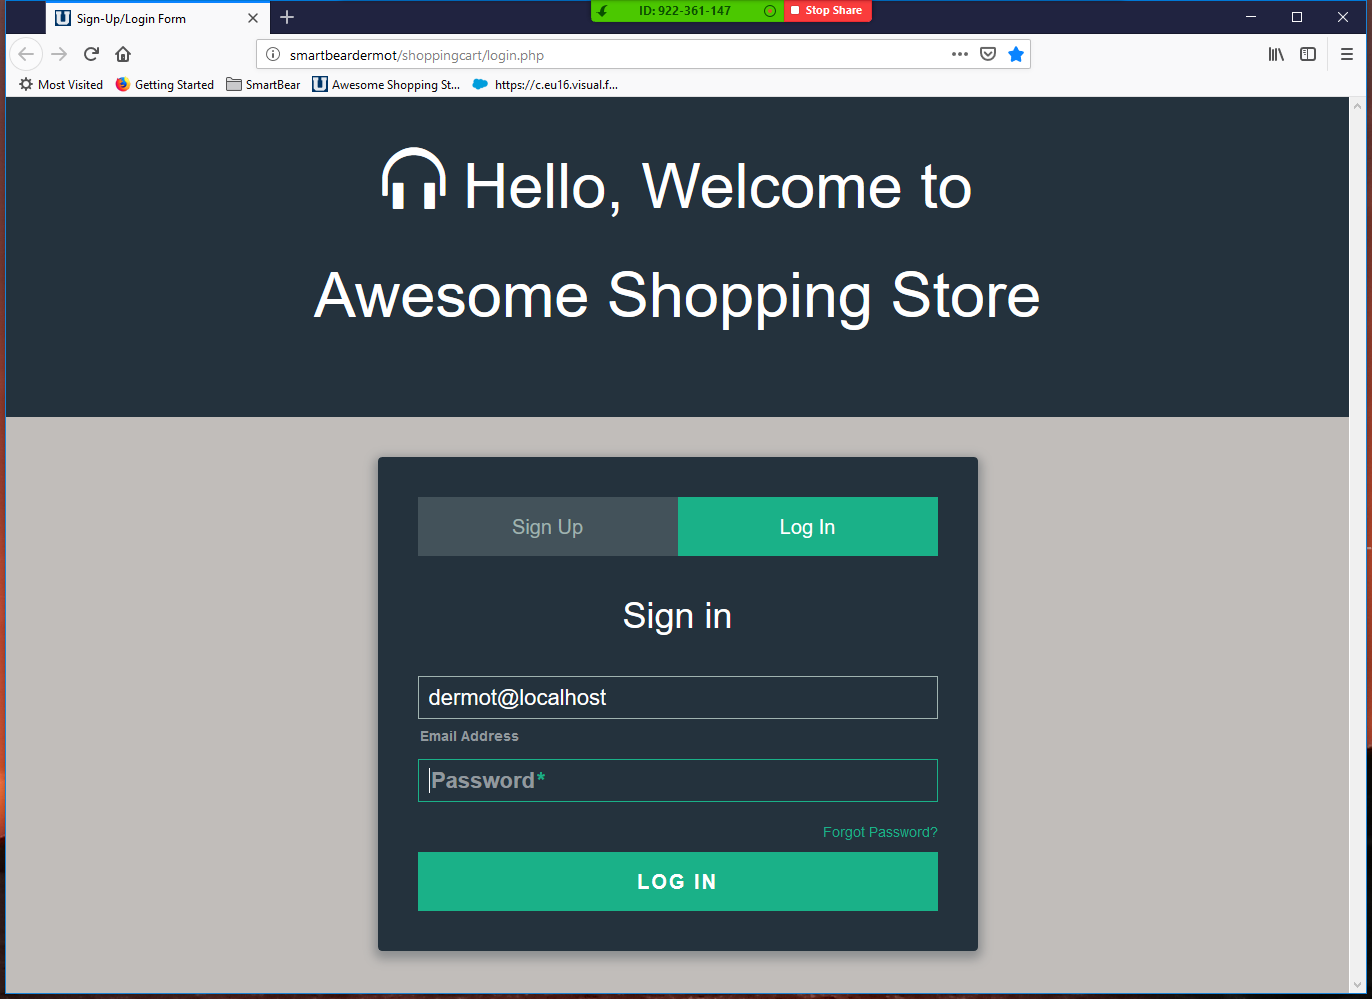 Sign-Up/Login Form
ID: 922-361-147
Stop Share
smartbeardermot/shoppingcart/login.php
Most Visited
Getting Started
SmartBear
Awesome Shopping St...
https://c.eu16.visual.f...
Hello, Welcome to
Awesome Shopping Store
Sign Up
Log In
Sign in
dermot@localhost
Email Address
Password*
Forgot Password?
LOG IN